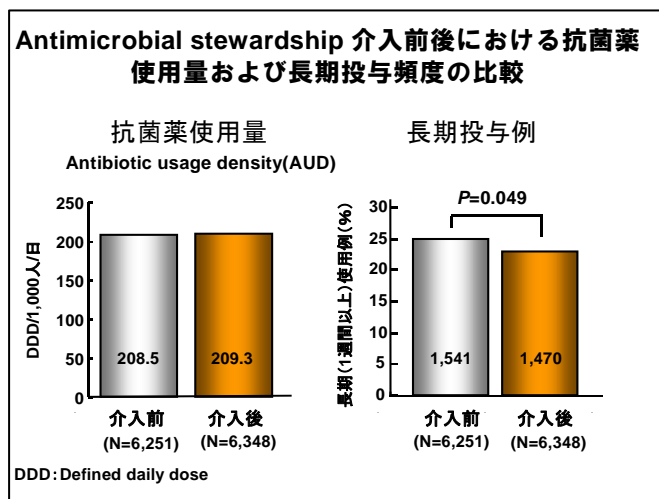 Antimicrobial stewardship 介入前後における抗菌薬
使用量および長期投与頻度の比較
抗菌薬使用量
Antibiotic usage density(AUD)
DDD/1,000人/日
250
200
150
100
50
0
208.5
209.3
介入前
(N=6,251)
介入後
(N=6,348)
長期投与例
P=0.049
長期(1週間以上)使用例(%)
30
25
20
15
10
5
0
1,541
1,470
介入前
(N=6,251)
介入後
(N=6,348)
DDD:Defined daily dose